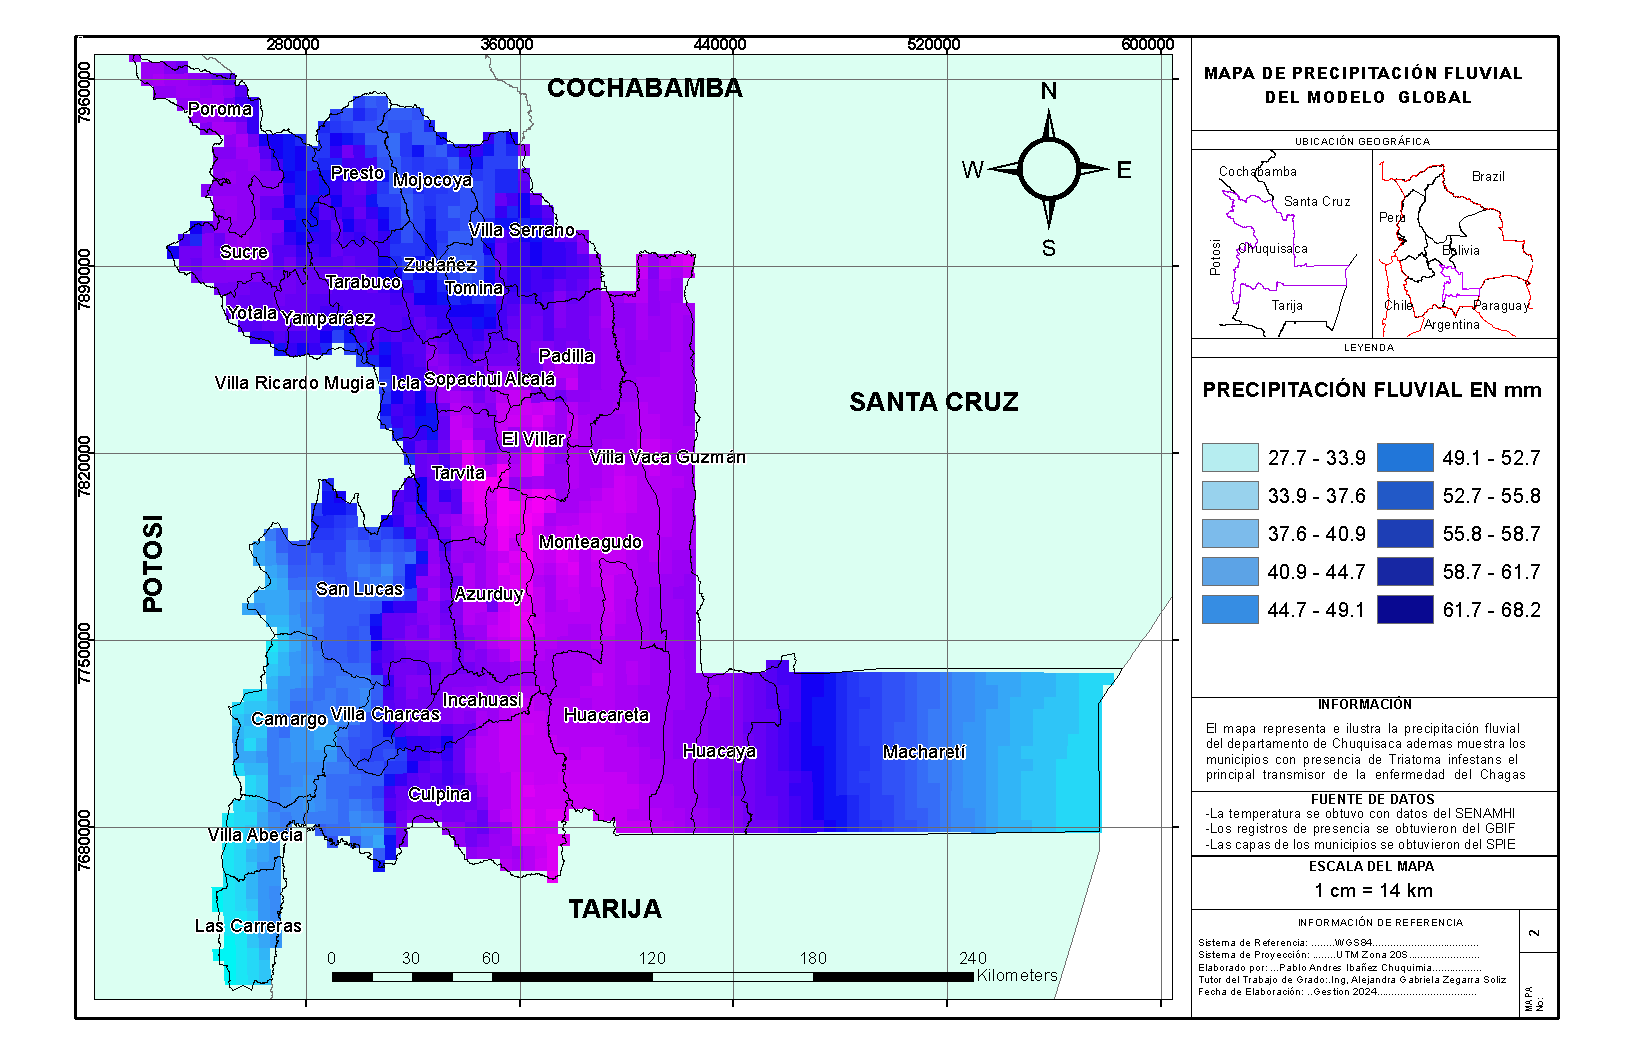 280000
360000
440000
520000
600000
7960000
7890000
7820000
7750000
7680000
COCHABAMBA
SANTA CRUZ
POTOSI
TARIJA
N
W
E
S
Poroma
Presto
Mojocoya
Villa Serrano
Sucre
Zudañez
Tarabuco
Tomina
Yotala
Yamparáez
Padilla
Villa Ricardo Mugia - Icla
Sopachui
Alcalá
El Villar
Villa Vaca Guzmán
Tarvita
Monteagudo
San Lucas
Azurduy
Incahuasi
Camargo
Villa Charcas
Huacareta
Huacaya
Macharetí
Culpina
Villa Abecia
Las Carreras
0
30
60
120
180
240
Kilometers
MAPA DE PRECIPITACIÓN FLUVIAL
DEL MODELO GLOBAL
UBICACIÓN GEOGRÁFICA
Cochabamba
Santa Cruz
Potosi
Chuquisaca
Tarija
Brazil
Peru
Bolivia
Chile
Paraguay
Argentina
LEYENDA
PRECIPITACIÓN FLUVIAL EN mm
27.7 - 33.9
49.1 - 52.7
33.9 - 37.6
52.7 - 55.8
37.6 - 40.9
55.8 - 58.7
40.9 - 44.7
58.7 - 61.7
44.7 - 49.1
61.7 - 68.2
INFORMACIÓN
El mapa representa e ilustra la precipitación fluvial
del departamento de Chuquisaca ademas muestra los
municipios con presencia de Triatoma infestans el
principal transmisor de la enfermedad del Chagas
FUENTE DE DATOS
-La temperatura se obtuvo con datos del SENAMHI
-Los registros de presencia se obtuvieron del GBIF
-Las capas de los municipios se obtuvieron del SPIE
ESCALA DEL MAPA
1 cm = 14 km
INFORMACIÓN DE REFERENCIA
Sistema de Referencia: ........WGS84....................................
Sistema de Proyección: ........UTM Zona 20S........................
Elaborado por: ...Pablo Andres Ibañez Chuquimia.................
Tutor del Trabajo de Grado:.Ing, Alejandra Gabriela Zegarra Soliz
Fecha de Elaboración: ..Gestion 2024..................................
2
MAPA
No: